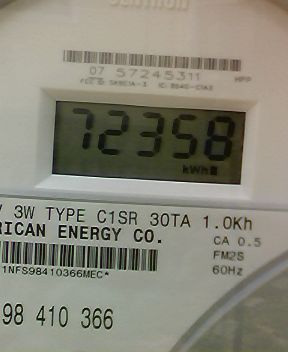 07 57245311 MPP
72358
kWh
V 3W TYPE C1SR 30TA 1.0Kh
RICAN ENERGY CO. CA 0.5
FM2S
1NFS98410366MEC* 60Hz
98 410 366